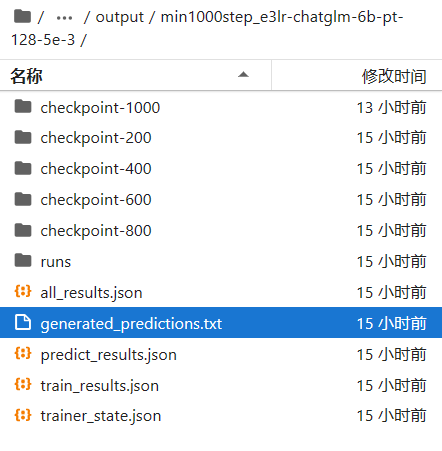 / ··· / output / min1000step_e3lr-chatglm-6b-pt-
128-5e-3 /
名称 修改时间
checkpoint-1000 13 小时前
checkpoint-200 15 小时前
checkpoint-400 15 小时前
checkpoint-600 15 小时前
checkpoint-800 15 小时前
runs 15 小时前
all_results.json 15 小时前
generated_predictions.txt 15 小时前
predict_results.json 15 小时前
train_results.json 15 小时前
trainer_state.json 15 小时前